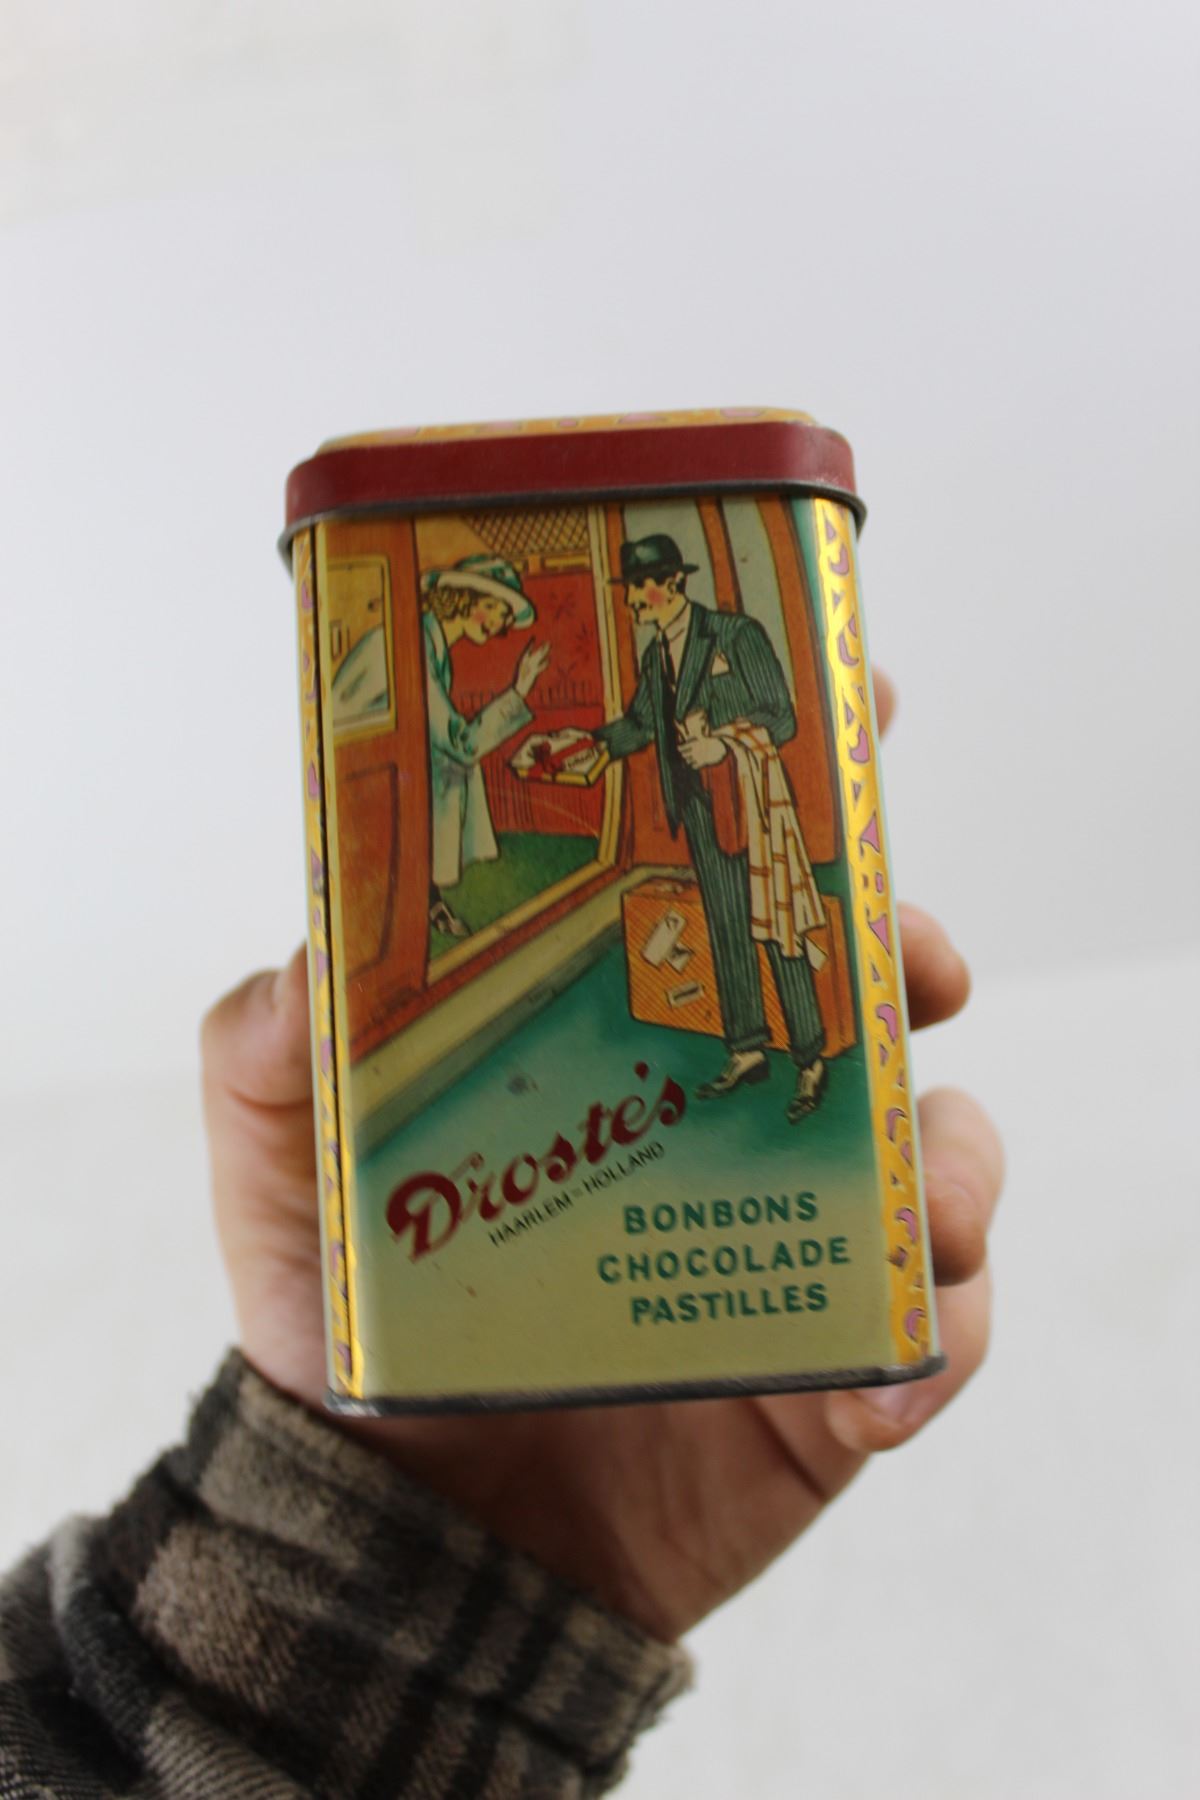 Droste's
HAARLEM=HOLLAND
BONBONS
CHOCOLADE
PASTILLES